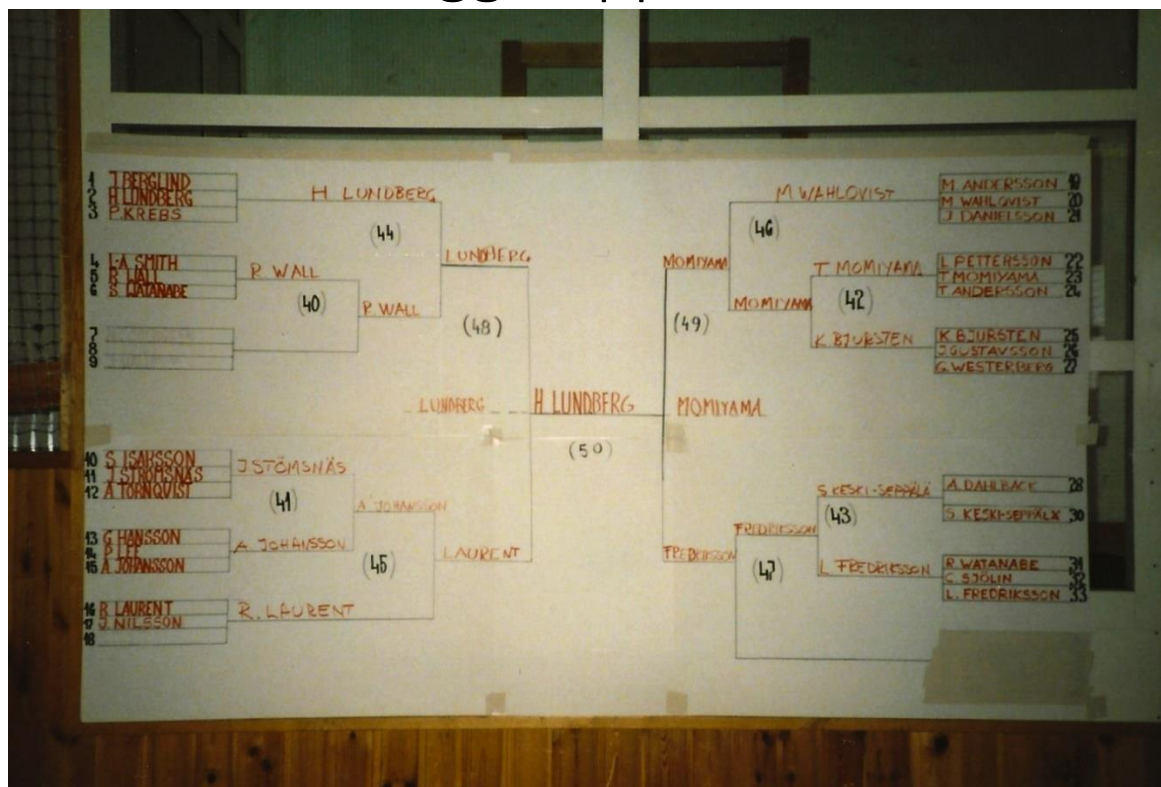 1 J BERGLIND
2 H LUNDBERG
3 P. KREBS
H LUNDBERG
(44)
4 L-A SMITH
5 R WALL
6 S WATANABE
R WALL
(40)
R WALL
7
8
9
LUNDBERG
(48)
10 S. ISAKSSON
11 J. STRÖMSNÄS
12 A TÖRNQVIST
J STÖMSNÄS
(41)
13 G HANSSON
14
15 A JOHANSSON
A. JOHANSSON
A JOHANSSON
(45)
16 R LAURENT
17 J. NILSSON
18
R. LAURENT
LAURENT
LUNDBERG
H LUNDBERG
(50)
MOMIYAMA
M. WAHLQVIST
M. ANDERSSON 19
M WAHLQVIST 20
J DANIELSSON 21
(46)
MOMIYAMA
(49)
T MOMIYAMA
L PETTERSSON 22
T MOMIYAMA 23
T ANDERSSON 24
(42)
MOMIYAMA
K. BJURSTEN
K BJURSTEN 25
J. GUSTAVSSON 26
G. WESTERBERG 27
S KESKI-SEPPÄLÄ
A. DAHLBÄCK 28
S. KESKI-SEPPÄLÄ 30
(43)
FREDRIKSSON
FREDRIKSSON
(47)
L FREDRIKSSON
R. WATANABE 31
C. SJÖLIN 32
L. FREDRIKSSON 33